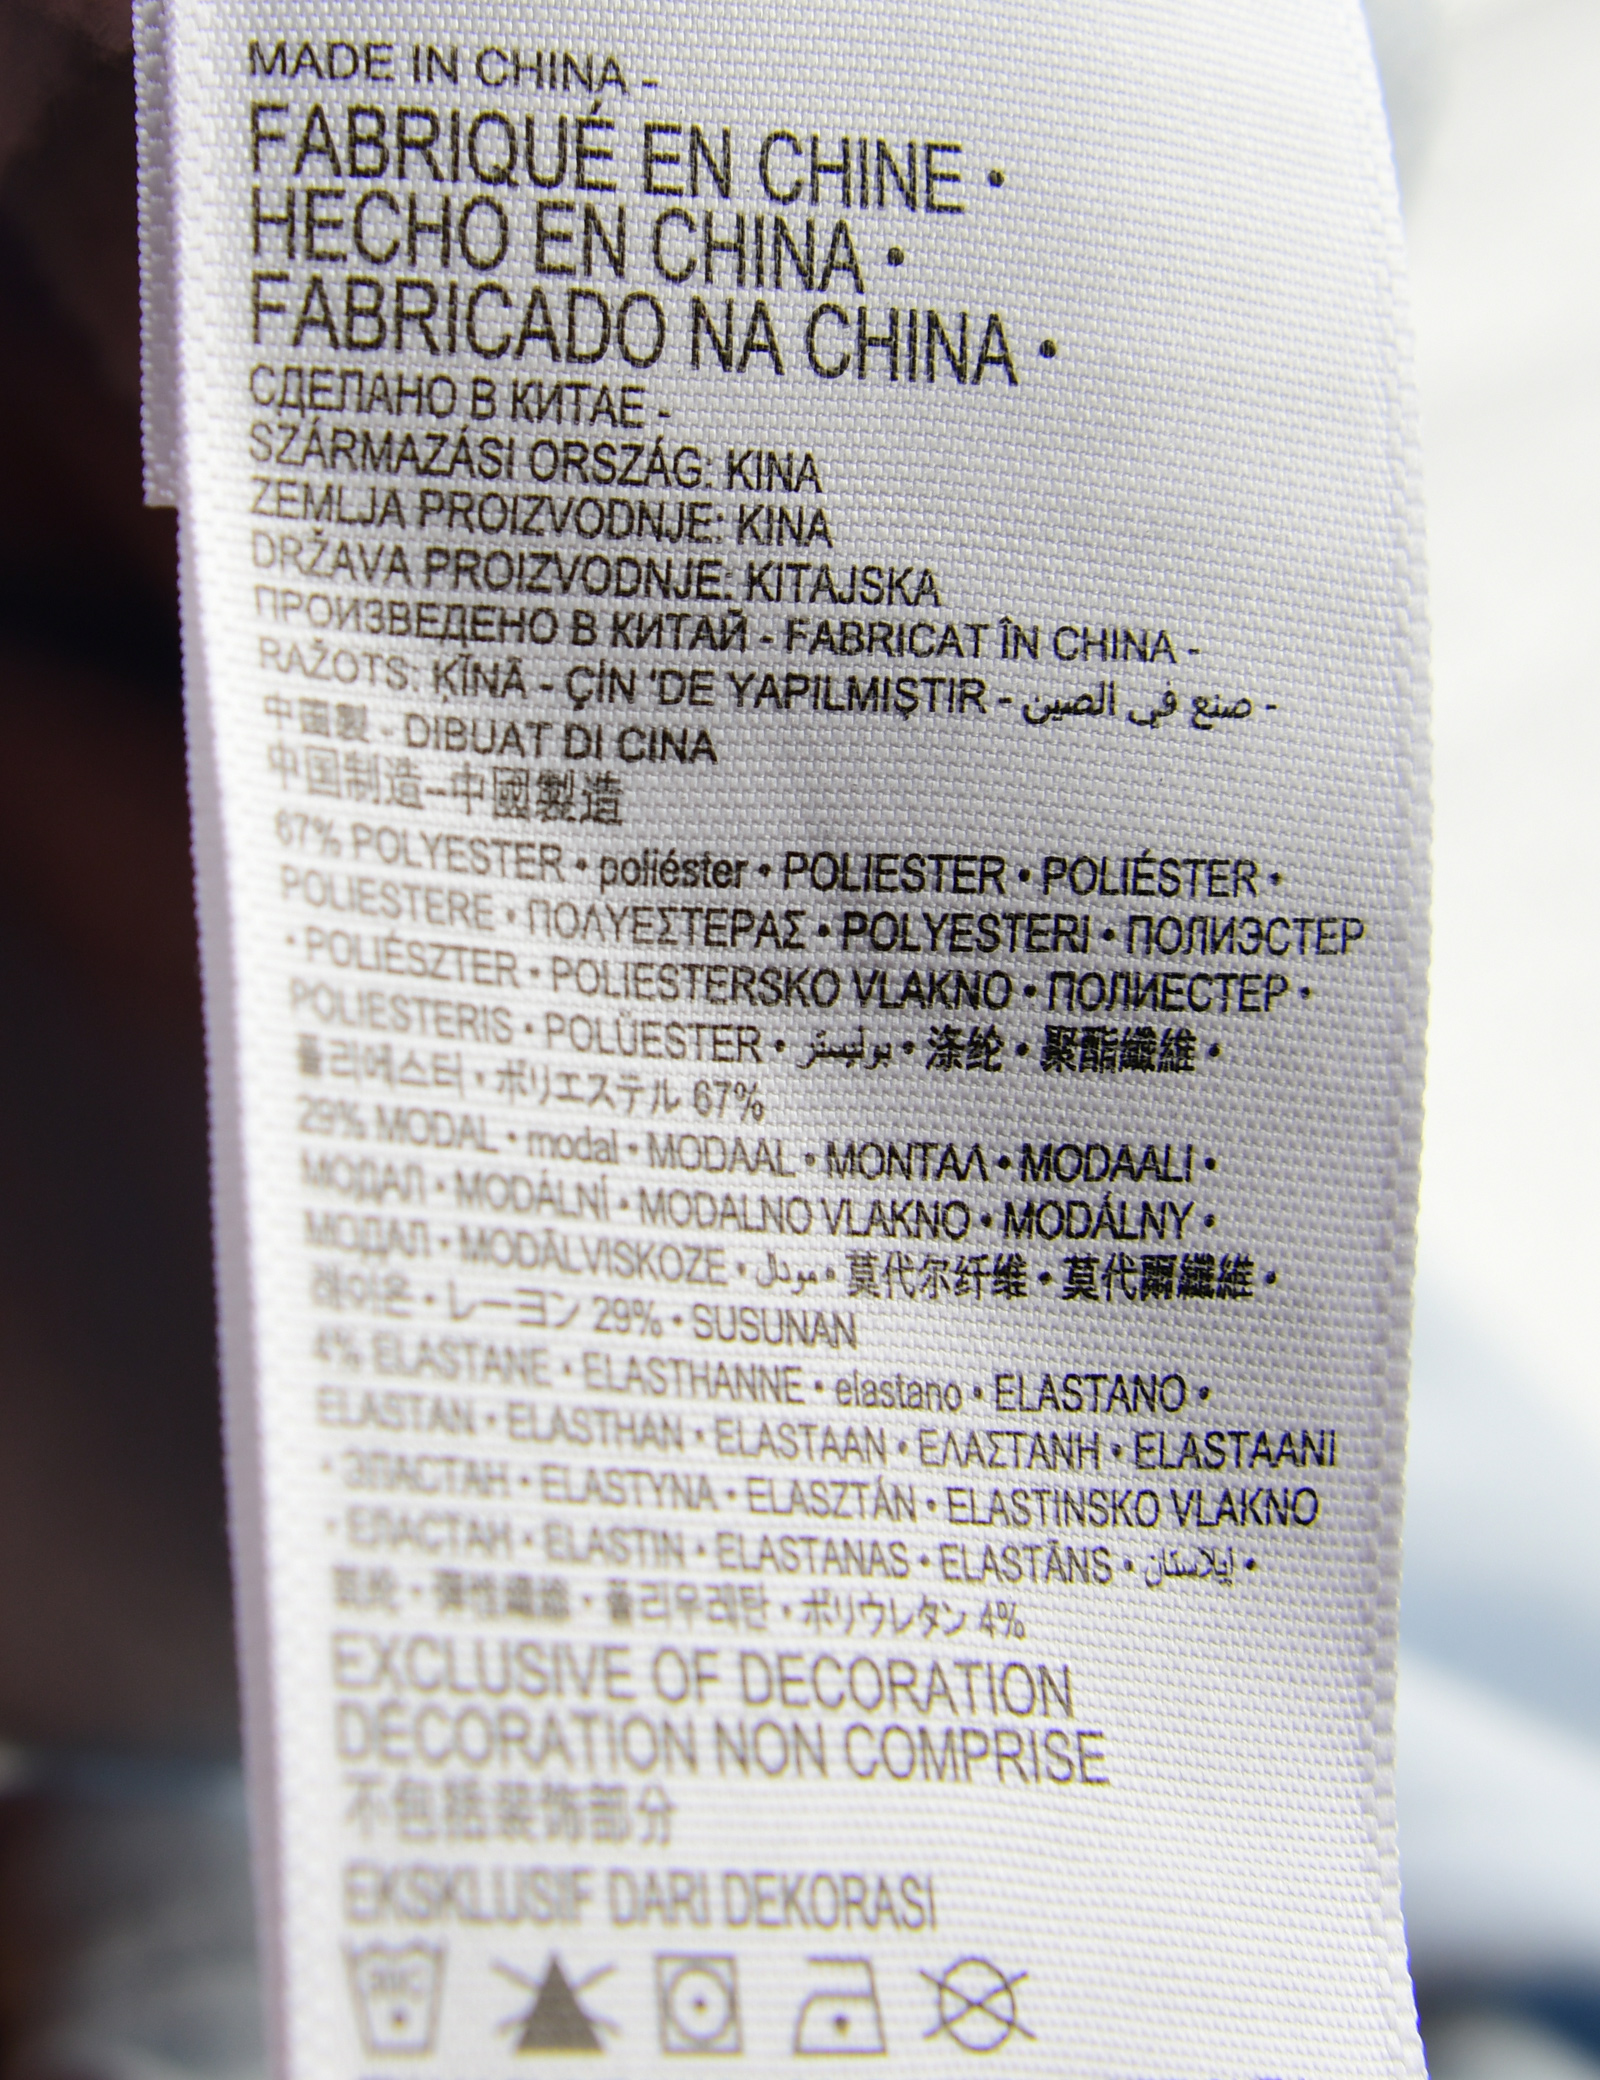 MADE IN CHINA -
FABRIQUÉ EN CHINE •
HECHO EN CHINA •
FABRICADO NA CHINA •
СДЕЛАНО В КИТАЕ -
SZÁRMAZÁSI ORSZÁG: KINA
ZEMLJA PROIZVODNJE: KINA
DRŽAVA PROIZVODNJE: KITAJSKA
ПРОИЗВЕДЕНО В КИТАЙ - FABRICAT ÎN CHINA -
RAŽOTS: ĶĪNĀ - ÇİN 'DE YAPILMIŞTIR - صنع في الصين -
中國製 - DIBUAT DI CINA
中国制造–中國製造
67% POLYESTER • poliéster • POLIESTER • POLIÉSTER •
POLIESTERE • ΠΟΛΥΕΣΤΕΡΑΣ • POLYESTERI • ПОЛИЭСТЕР
• POLIÉSZTER • POLIESTERSKO VLAKNO • ПОЛИЕСТЕР •
POLIESTERIS • POLÜESTER • بوليستر • 涤纶 • 聚酯纖維 •
폴리에스터 • ポリエステル 67%
29% MODAL • modal • MODAAL • ΜΟΝΤΑΛ • MODAALI •
МОДАЛ • MODÁLNÍ • MODALNO VLAKNO • MODÁLNY •
МОДАЛ • MODĀLVISKOZE • مودال • 莫代尔纤维 • 莫代爾纖維 •
레이온 • レーヨン 29% • SUSUNAN
4% ELASTANE • ELASTHANNE • elastano • ELASTANO •
ELASTAN • ELASTHAN • ELASTAAN • ΕΛΑΣΤΑΝΗ • ELASTAANI
• ЭЛАСТАН • ELASTYNA • ELASZTÁN • ELASTINSKO VLAKNO
• ЕЛАСТАН • ELASTIN • ELASTANAS • ELASTĀNS • ايلاستان •
氨纶 • 彈性纖維 • 폴리우레탄 • ポリウレタン 4%
EXCLUSIVE OF DECORATION
DÉCORATION NON COMPRISE
不包括装饰部分
EKSKLUSIF DARI DEKORASI